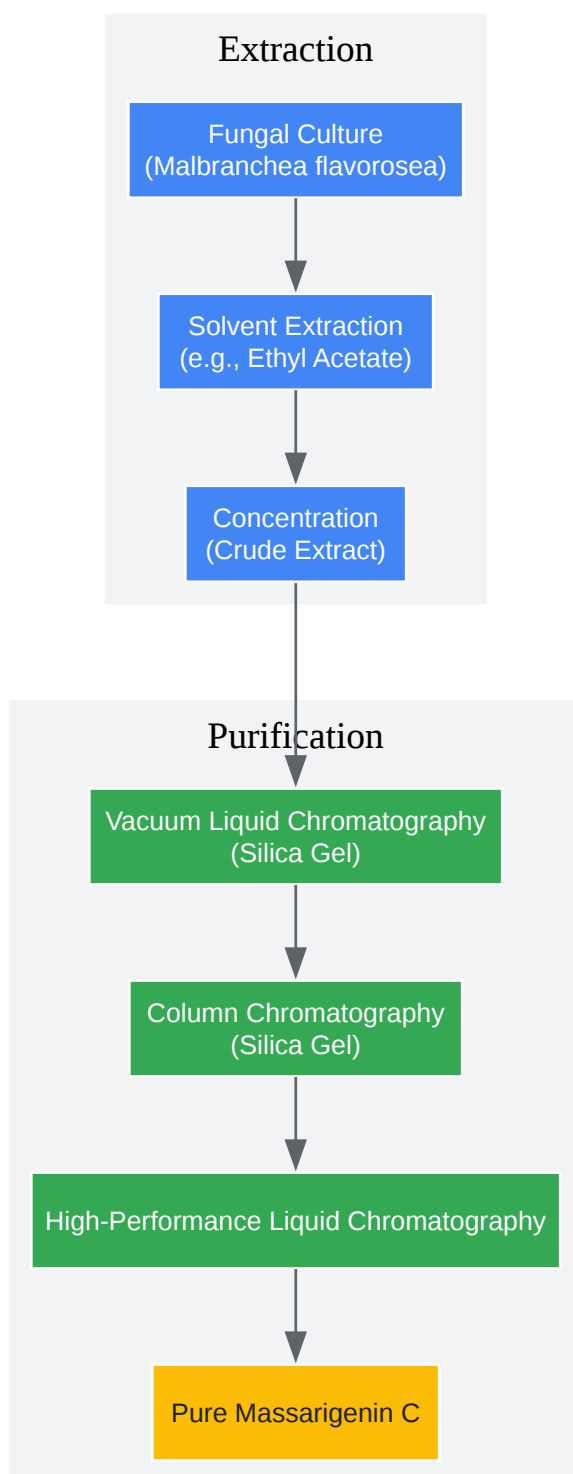 Extraction
Fungal Culture
(Malbranchea flavorosea)
Solvent Extraction
(e.g., Ethyl Acetate)
Concentration
(Crude Extract)
Purification
Vacuum Liquid Chromatography
(Silica Gel)
Column Chromatography
(Silica Gel)
High-Performance Liquid Chromatography
Pure Massarigenin C